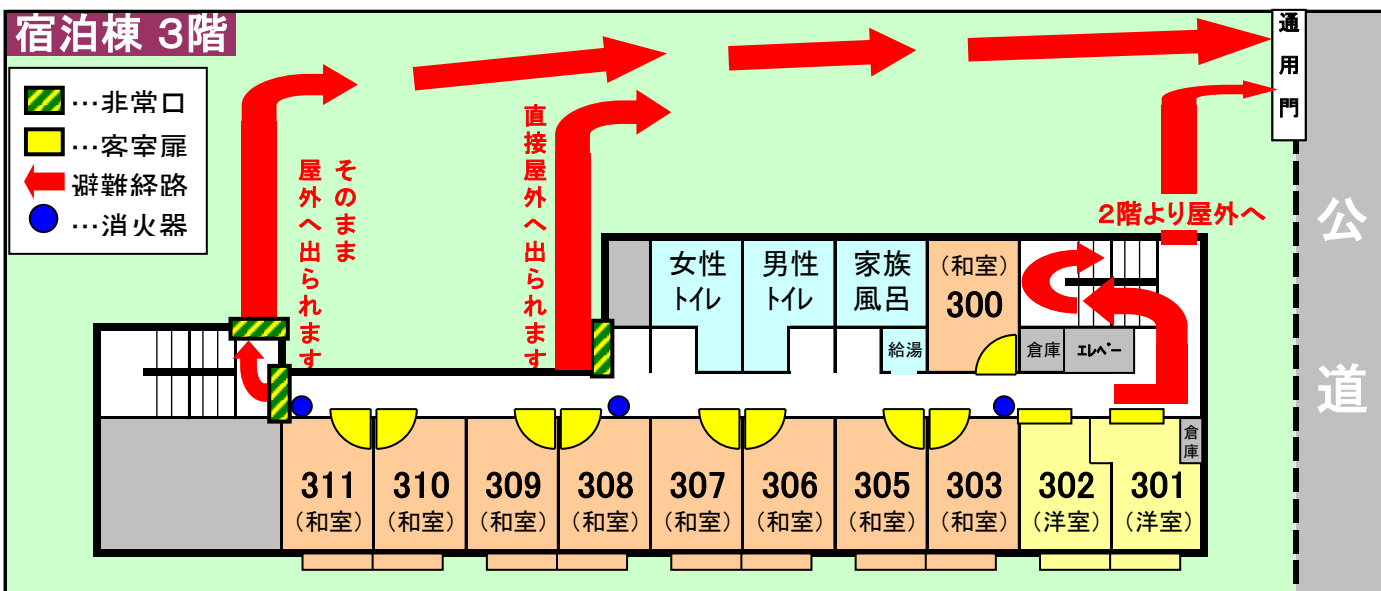 宿泊棟 3階
…非常口
…客室扉
避難経路
…消火器
そのまま
屋外へ出られます
直接屋外へ出られます
2階より屋外へ
通用門
公道
女性
トイレ
男性
トイレ
家族
風呂
(和室)
300
給湯
倉庫
エレベー
倉庫
311
(和室)
310
(和室)
309
(和室)
308
(和室)
307
(和室)
306
(和室)
305
(和室)
303
(和室)
302
(洋室)
301
(洋室)